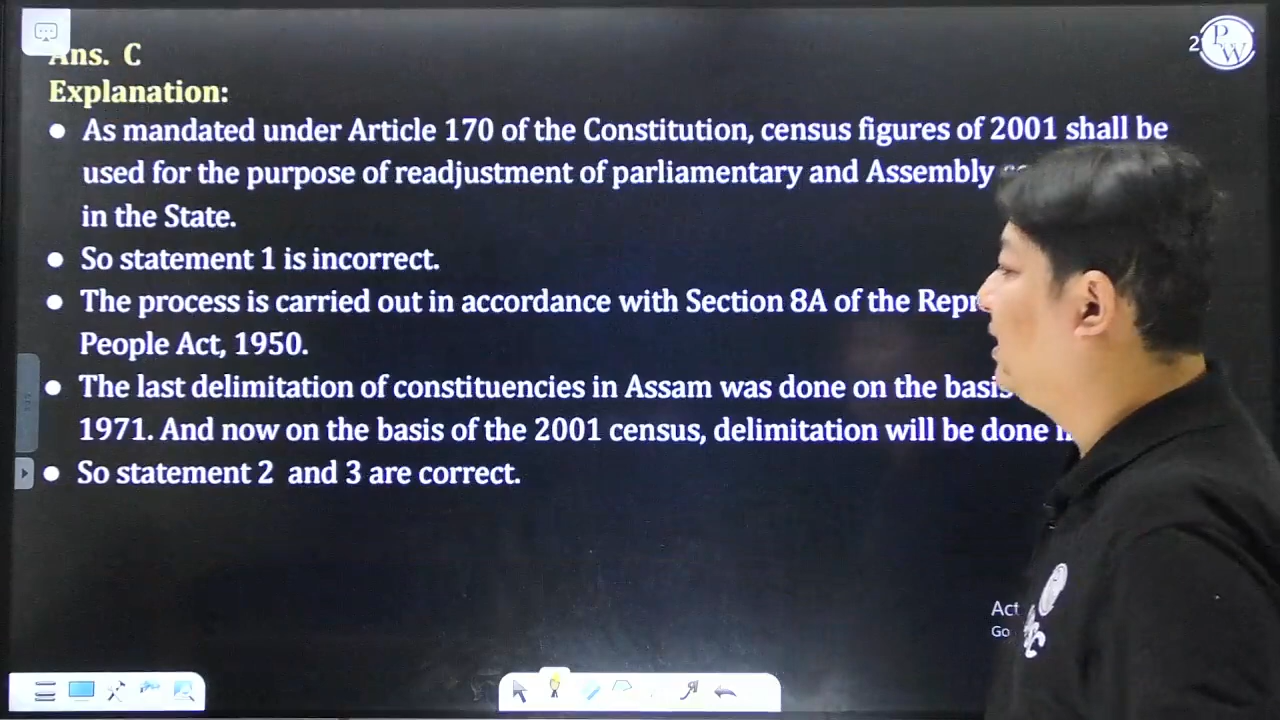 Ans. C
2
PW
Explanation:
● As mandated under Article 170 of the Constitution, census figures of 2001 shall be
used for the purpose of readjustment of parliamentary and Assembly
in the State.
● So statement 1 is incorrect.
● The process is carried out in accordance with Section 8A of the
People Act, 1950.
● The last delimitation of constituencies in Assam was done on the basis
1971. And now on the basis of the 2001 census, delimitation will be done
● So statement 2 and 3 are correct.
Act
Go